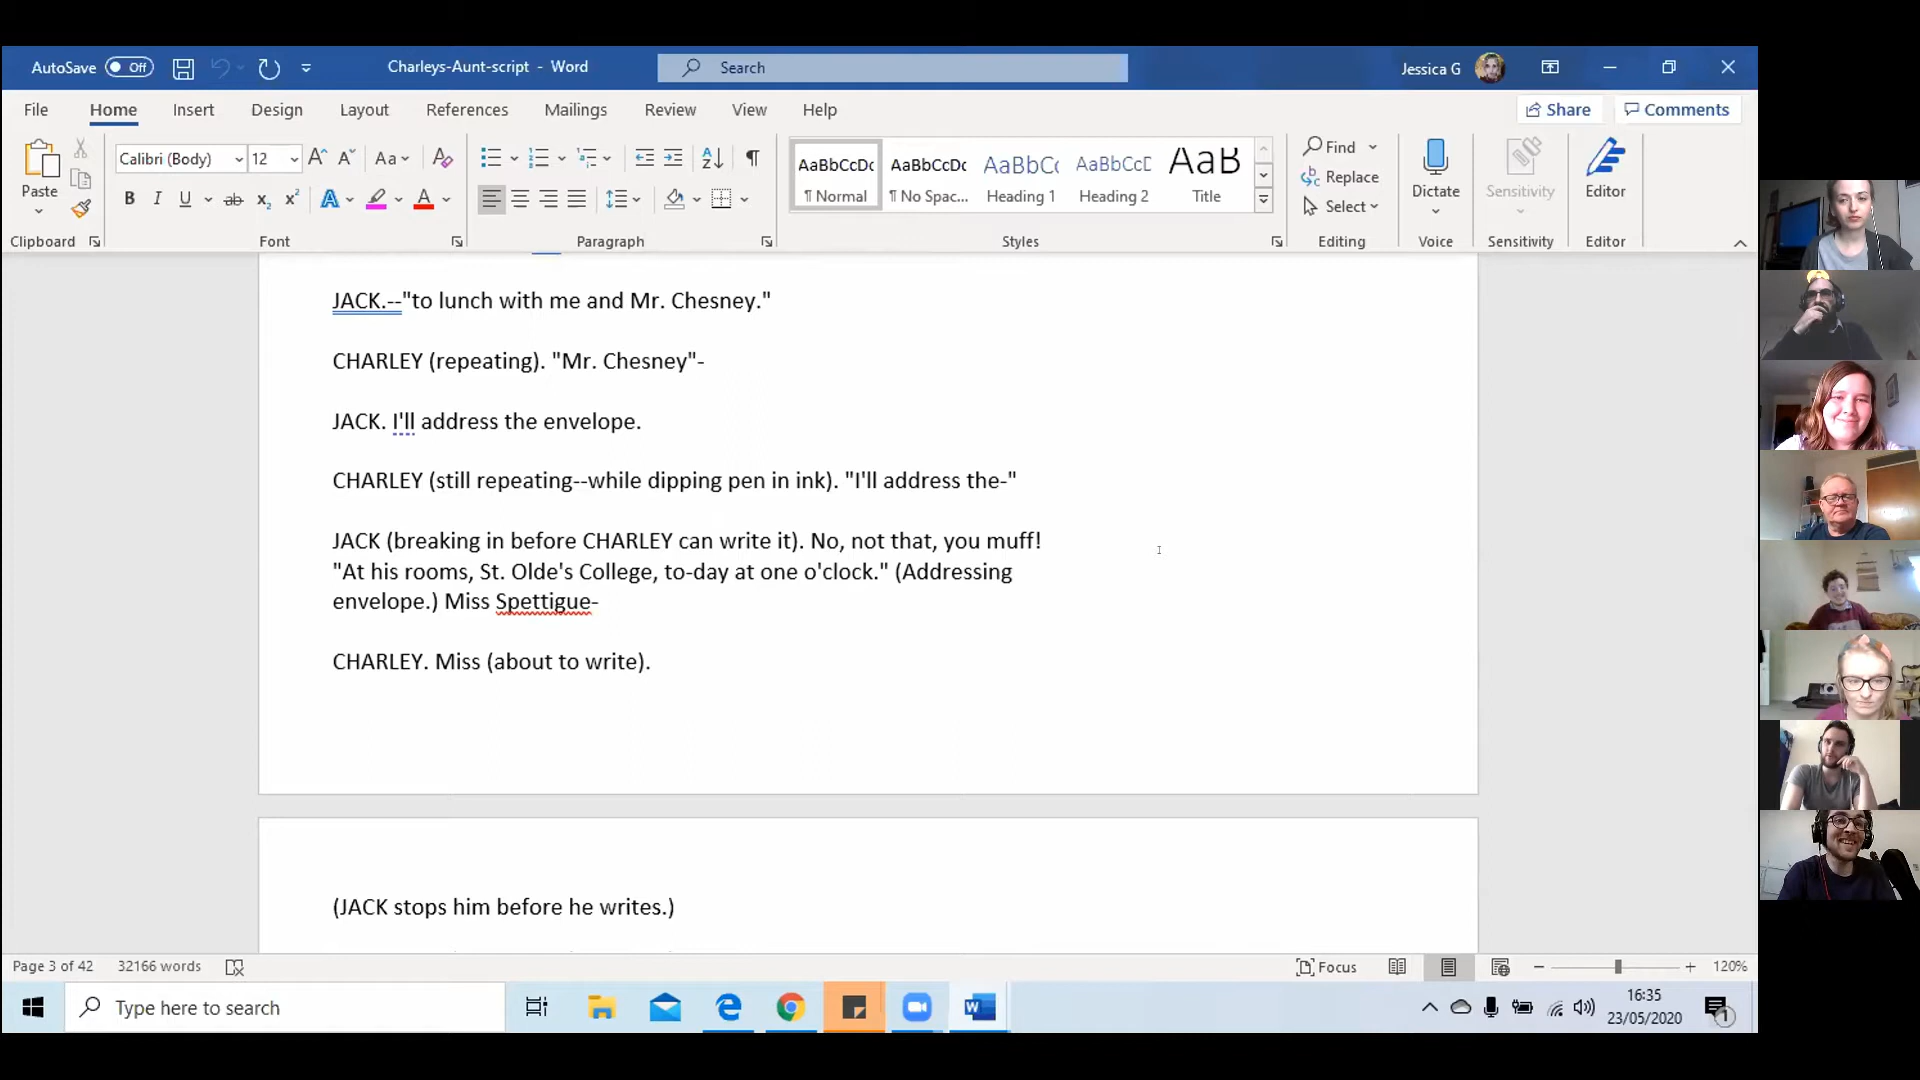 AutoSave Off Charleys-Aunt-script - Word Search Jessica G
File Home Insert Design Layout References Mailings Review View Help Share Comments
Calibri (Body) 12 Aa AaBbCcDc AaBbCcDc AaBbCc AaBbCcD AaB Find
Paste ¶ Normal ¶ No Spac... Heading 1 Heading 2 Title Replace Dictate Sensitivity Editor
B I U ab x₂ x² A A Select
Clipboard Font Paragraph Styles Editing Voice Sensitivity Editor
JACK.--"to lunch with me and Mr. Chesney."
CHARLEY (repeating). "Mr. Chesney"-
JACK. I'll address the envelope.
CHARLEY (still repeating--while dipping pen in ink). "I'll address the-"
JACK (breaking in before CHARLEY can write it). No, not that, you muff!
"At his rooms, St. Olde's College, to-day at one o'clock." (Addressing
envelope.) Miss Spettigue-
CHARLEY. Miss (about to write).
(JACK stops him before he writes.)
Page 3 of 42 32166 words Focus 120%
Type here to search 16:35
23/05/2020 1